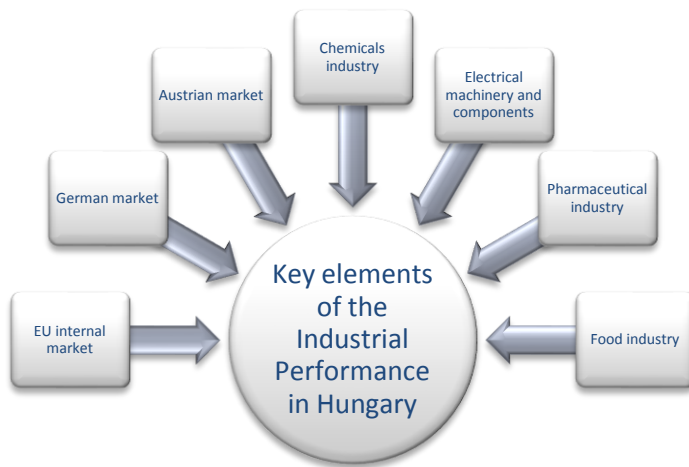 Chemicals
industry
Austrian market
Electrical
machinery and
components
German market
Pharmaceutical
industry
EU internal
market
Food industry
Key elements
of the
Industrial
Performance
in Hungary